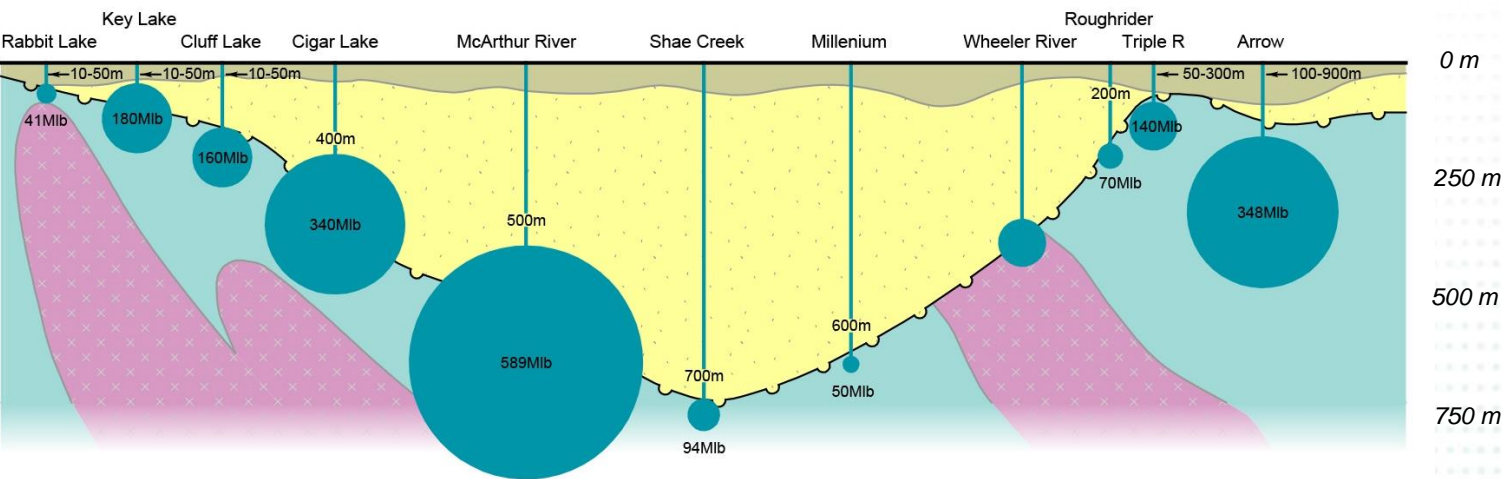 Key Lake
Roughrider
Rabbit Lake
Cluff Lake
Cigar Lake
McArthur River
Shae Creek
Millenium
Wheeler River
Triple R
Arrow
0 m
10-50m
10-50m
10-50m
50-300m
100-900m
200m
41Mlb
180Mlb
140Mlb
400m
160Mlb
250 m
70Mlb
340Mlb
500m
348Mlb
500 m
600m
589Mlb
700m
50Mlb
750 m
94Mlb